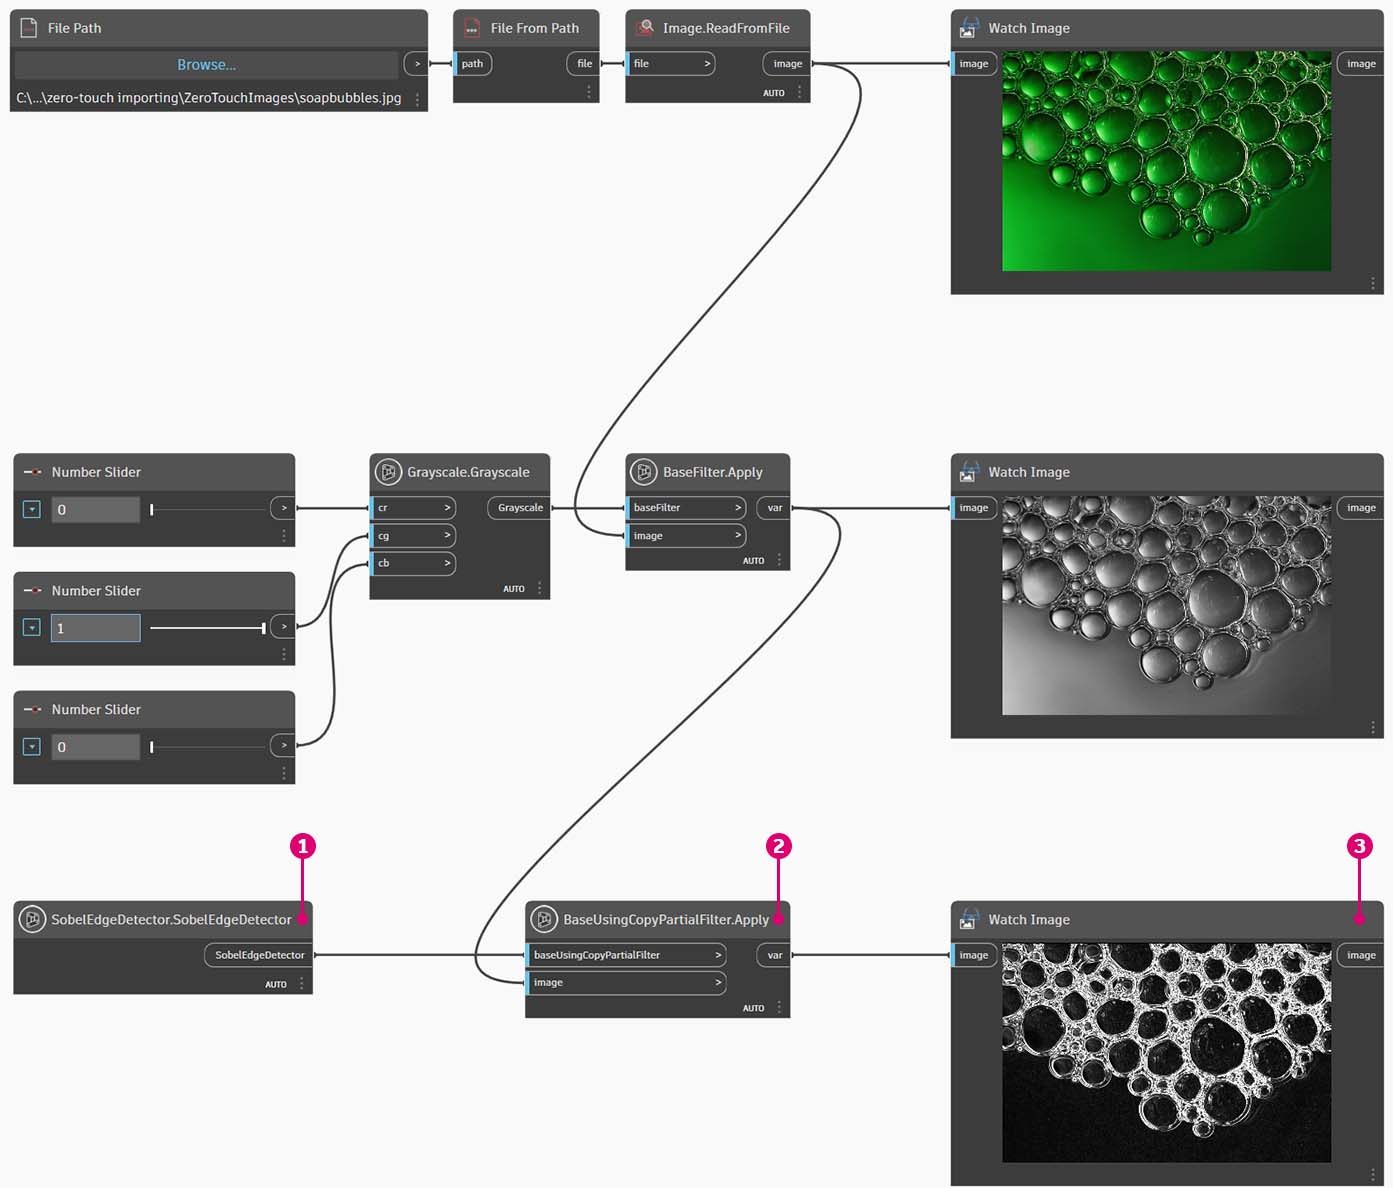 File Path
Browse...
>
C:\...\zero-touch importing\ZeroTouchImages\soapbubbles.jpg
File From Path
path
file
Image.ReadFromFile
file >
image
AUTO
Watch Image
image
image
Number Slider
0
>
Number Slider
1
>
Number Slider
0
>
Grayscale.Grayscale
cr >
Grayscale
cg >
cb >
AUTO
BaseFilter.Apply
baseFilter >
var
image >
AUTO
Watch Image
image
image
1
SobelEdgeDetector.SobelEdgeDetector
SobelEdgeDetector
AUTO
2
BaseUsingCopyPartialFilter.Apply
baseUsingCopyPartialFilter >
var
image >
AUTO
3
Watch Image
image
image